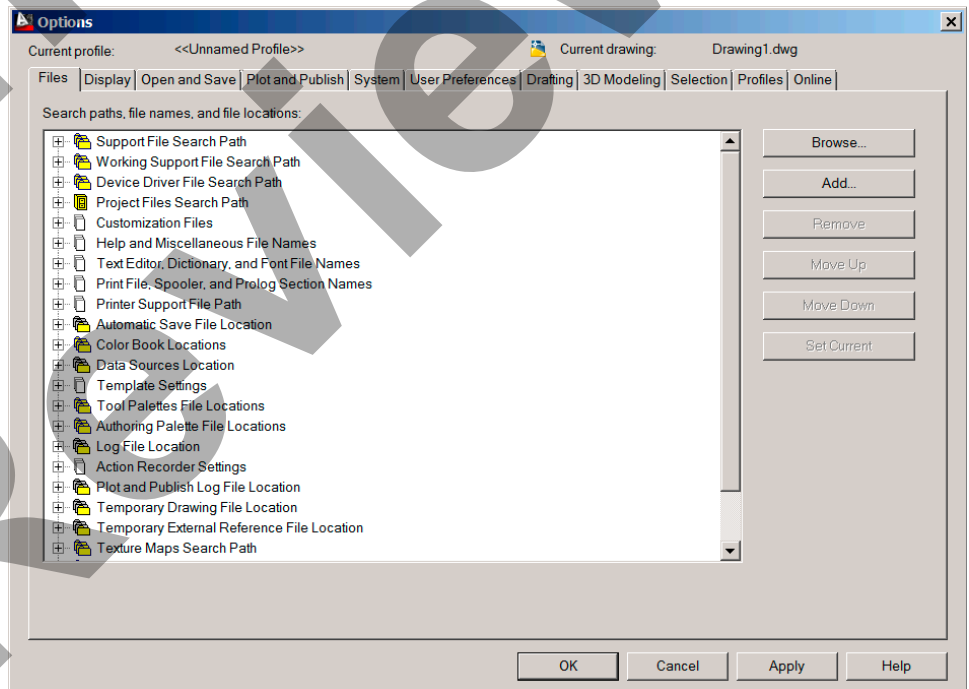 Options
Current profile: <<Unnamed Profile>> Current drawing: Drawing1.dwg
Files Display Open and Save Plot and Publish System User Preferences Drafting 3D Modeling Selection Profiles Online
Search paths, file names, and file locations:
Support File Search Path
Working Support File Search Path
Device Driver File Search Path
Project Files Search Path
Customization Files
Help and Miscellaneous File Names
Text Editor, Dictionary, and Font File Names
Print File, Spooler, and Prolog Section Names
Printer Support File Path
Automatic Save File Location
Color Book Locations
Data Sources Location
Template Settings
Tool Palettes File Locations
Authoring Palette File Locations
Log File Location
Action Recorder Settings
Plot and Publish Log File Location
Temporary Drawing File Location
Temporary External Reference File Location
Texture Maps Search Path
Browse...
Add...
Remove
Move Up
Move Down
Set Current
OK Cancel Apply Help